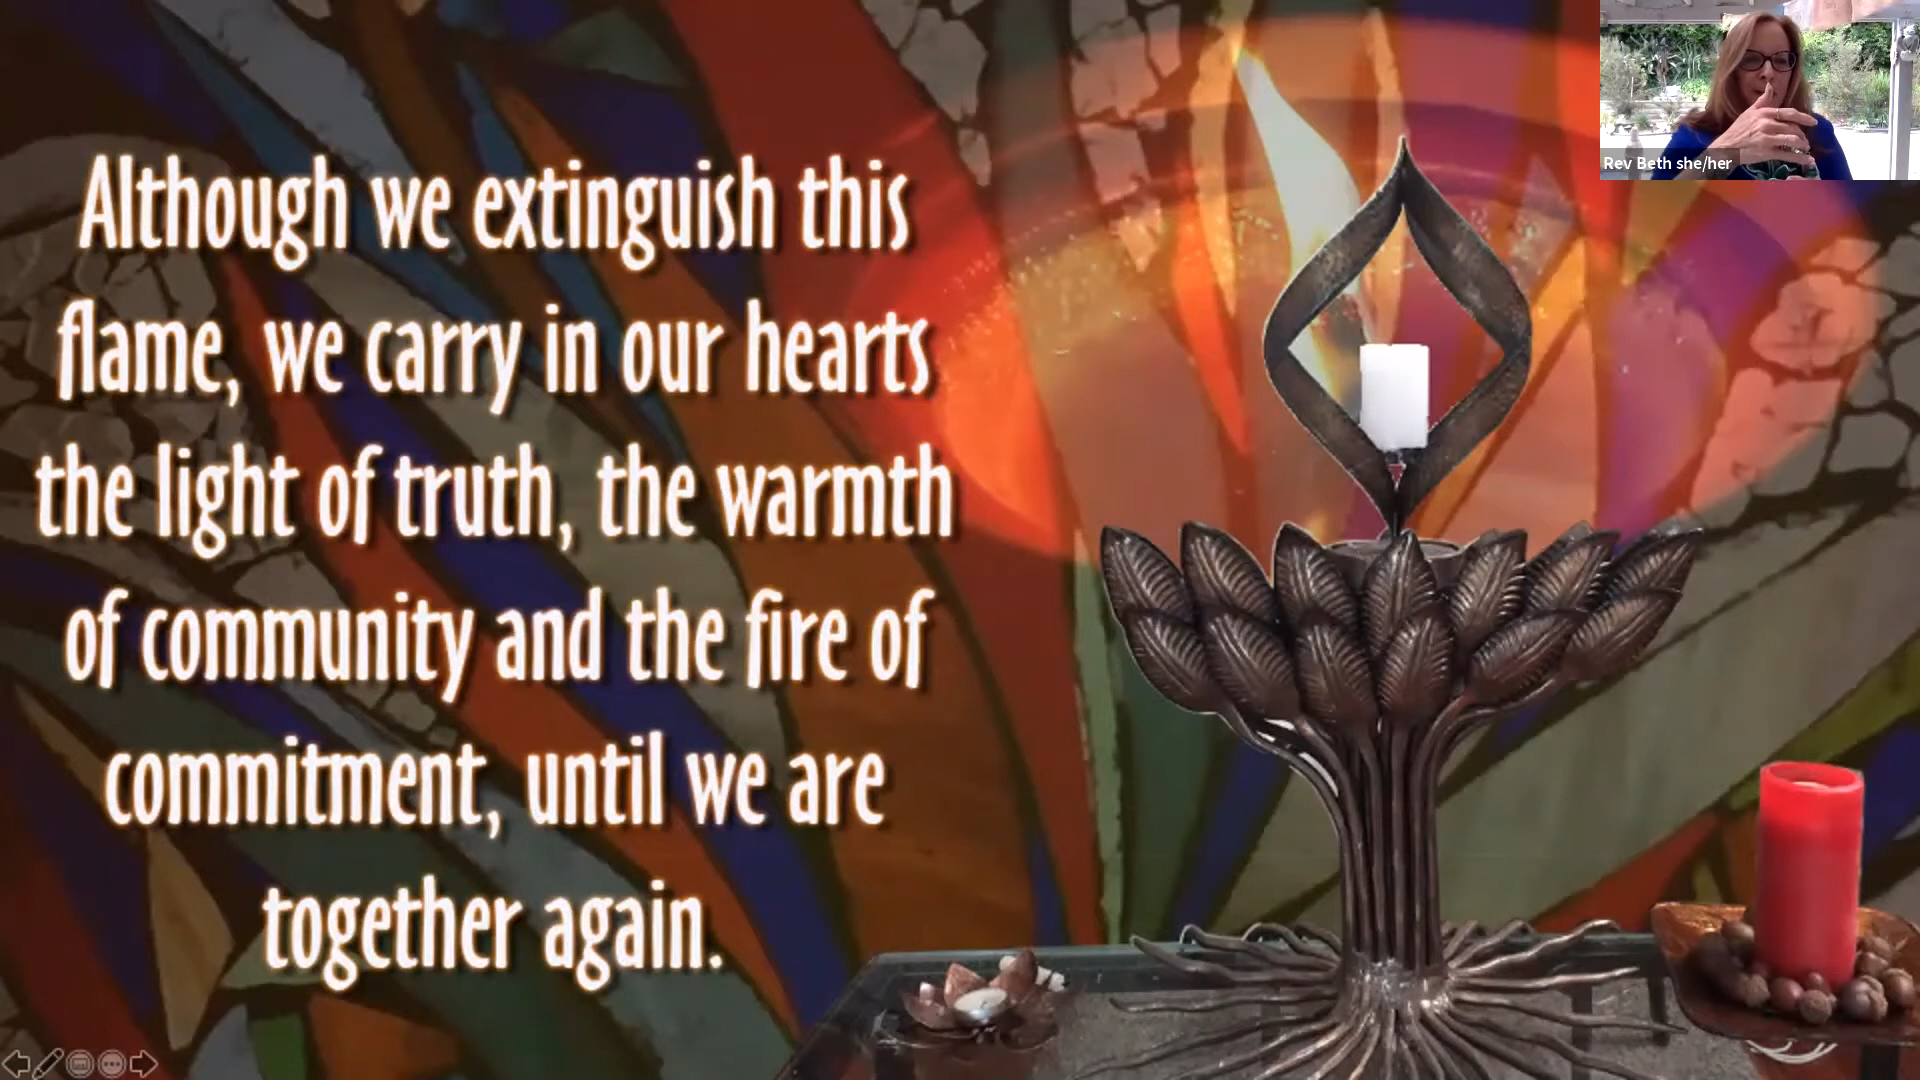 Although we extinguish this
flame, we carry in our hearts
the light of truth, the warmth
of community and the fire of
commitment, until we are
together again.
Rev Beth she/her